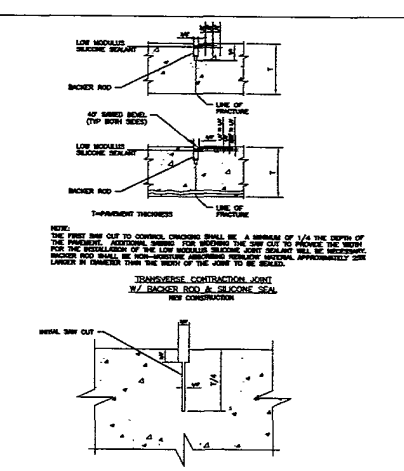 LOW MODULUS
SILICONE SEALANT
T
BACKER ROD
LINE OF
FRACTURE
40° SAWED BEVEL
(TYP BOTH SIDES)
LOW MODULUS
SILICONE SEALANT
T
BACKER ROD
LINE OF
FRACTURE
T=PAVEMENT THICKNESS
NOTE:
THE FIRST SAW CUT TO CONTROL CRACKING SHALL BE A MINIMUM OF 1/4 THE DEPTH OF
THE PAVEMENT. ADDITIONAL SAWING FOR WIDENING THE SAW CUT TO PROVIDE THE WIDTH
FOR THE INSTALLATION OF THE LOW MODULUS SILICONE JOINT SEALANT WILL BE NECESSARY.
BACKER ROD SHALL BE NON-MOISTURE ABSORBING RESILIENT MATERIAL APPROXIMATELY 25%
LARGER IN DIAMETER THAN THE WIDTH OF THE JOINT TO BE SEALED.
TRANSVERSE CONTRACTION JOINT
W/ BACKER ROD & SILICONE SEAL
NEW CONSTRUCTION
INITIAL SAW CUT
T/4